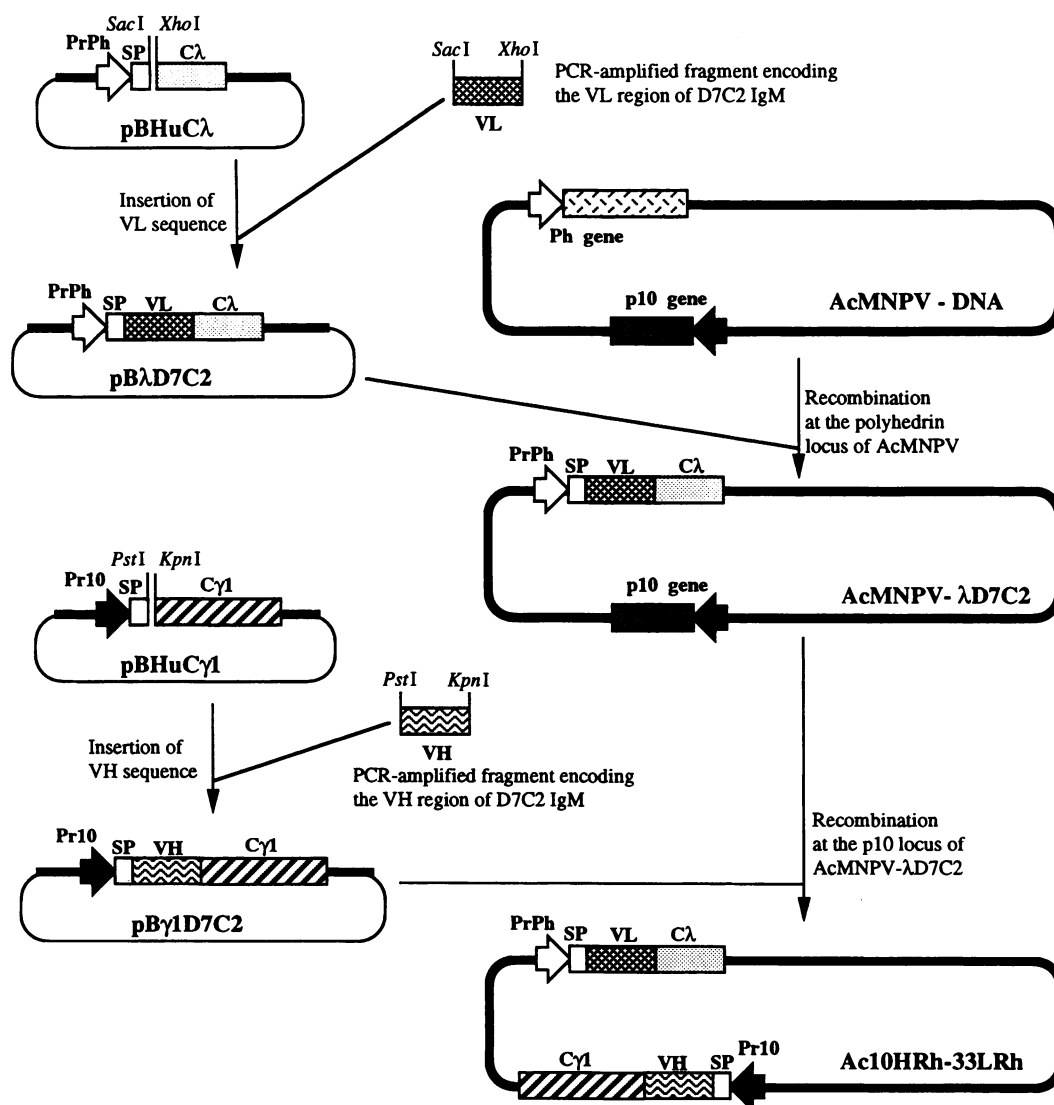 SacI XhoI
PrPh
SP
Cλ
pBHuCλ
SacI XhoI
VL
PCR-amplified fragment encoding
the VL region of D7C2 IgM
Insertion of
VL sequence
Ph gene
p10 gene
AcMNPV - DNA
PrPh
SP
VL
Cλ
pBλD7C2
Recombination
at the polyhedrin
locus of AcMNPV
PrPh
SP
VL
Cλ
p10 gene
AcMNPV- λD7C2
PstI KpnI
Pr10
SP
Cγ1
pBHuCγ1
PstI KpnI
VH
PCR-amplified fragment encoding
the VH region of D7C2 IgM
Insertion of
VH sequence
Pr10
SP
VH
Cγ1
pBγ1D7C2
Recombination
at the p10 locus of
AcMNPV-λD7C2
PrPh
SP
VL
Cλ
Cγ1
VH
SP
Pr10
Ac10HRh-33LRh